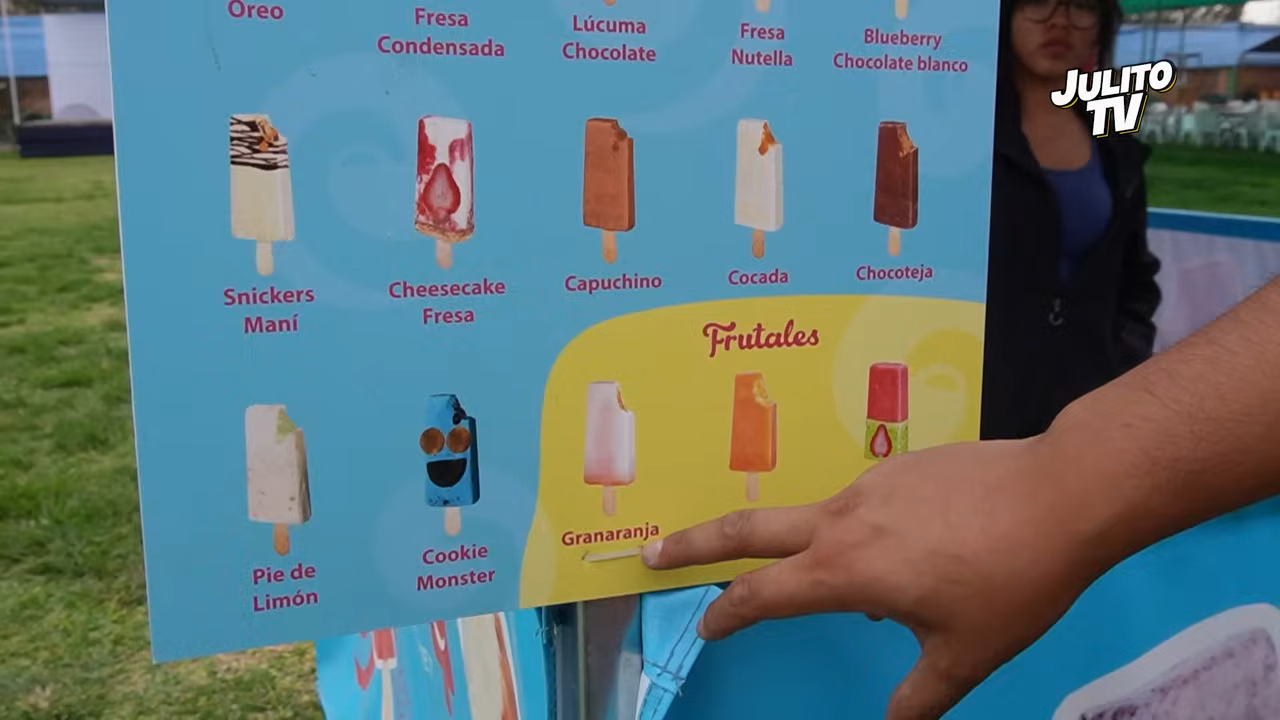 Oreo
Fresa
Condensada
Lúcuma
Chocolate
Fresa
Nutella
Blueberry
Chocolate blanco
JULITO
TV
Snickers
Maní
Cheesecake
Fresa
Capuchino
Cocada
Chocoteja
Frutales
Pie de
Limón
Cookie
Monster
Granaranja